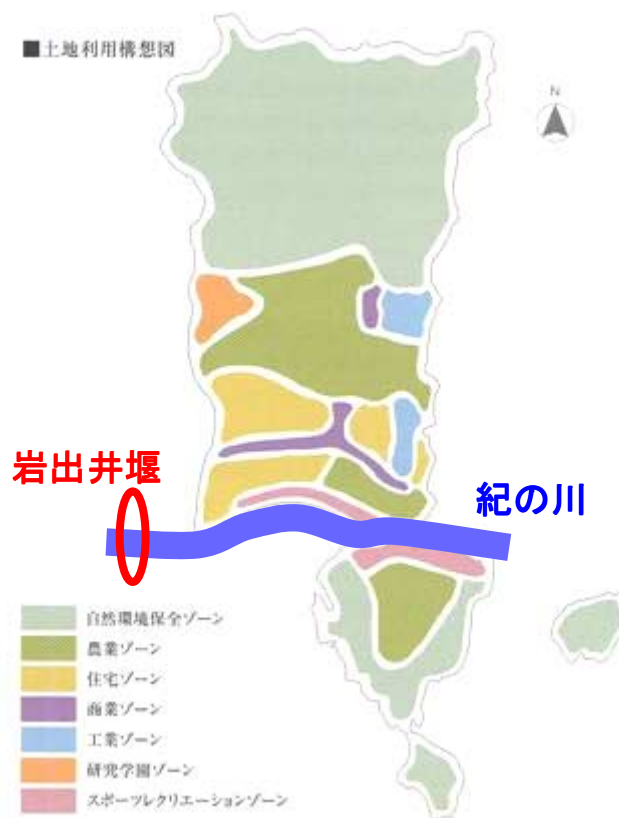 ■土地利用構想図
N
岩出井堰
紀の川
自然環境保全ゾーン
農業ゾーン
住宅ゾーン
商業ゾーン
工業ゾーン
研究学園ゾーン
スポーツレクリエーションゾーン